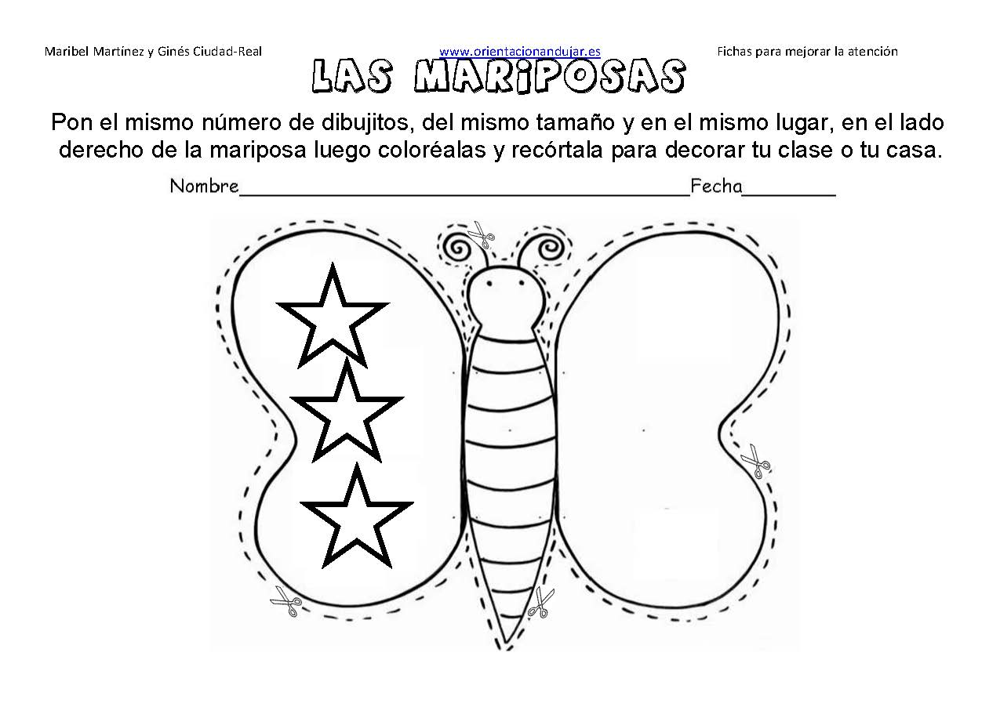 Maribel Martínez y Ginés Ciudad-Real www.orientacionandujar.es Fichas para mejorar la atención
LAS MARiPOSAS
Pon el mismo número de dibujitos, del mismo tamaño y en el mismo lugar, en el lado
derecho de la mariposa luego coloréalas y recórtala para decorar tu clase o tu casa.
Nombre________________________________________Fecha________